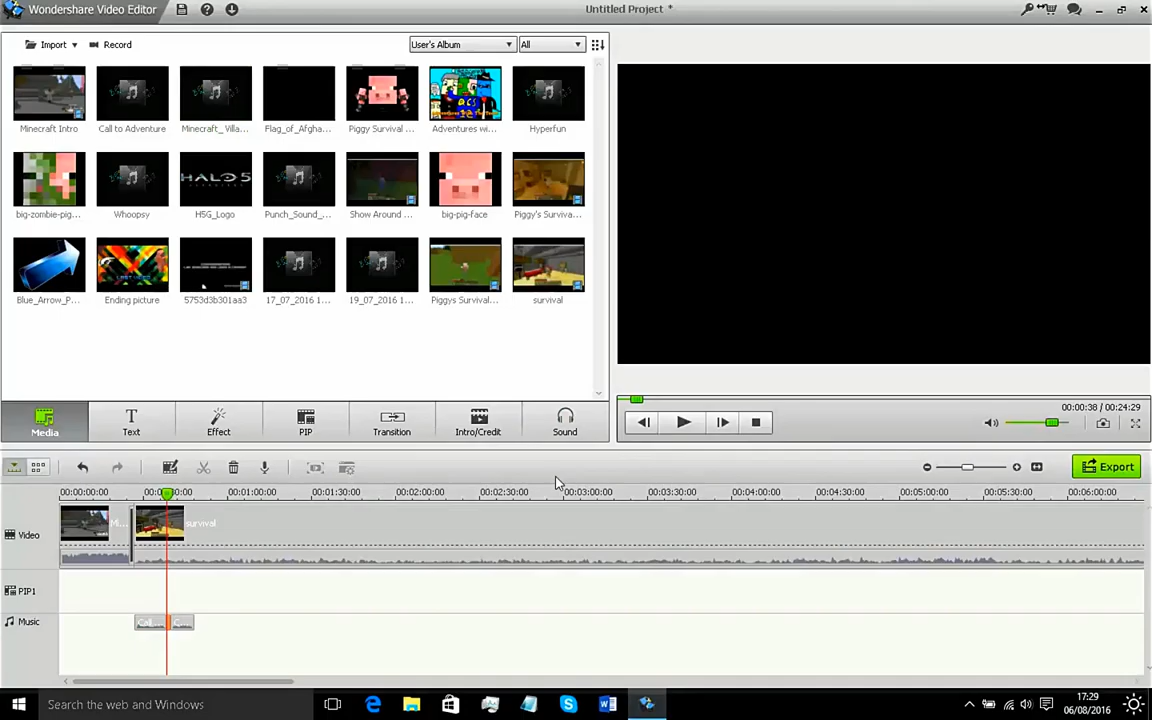 Wondershare Video Editor
Untitled Project *
Import
Record
User's Album
All
Minecraft Intro
Call to Adventure
Minecraft_ Villa...
Flag_of_Afgha...
Piggy Survival ...
Adventures wi...
Hyperfun
big-zombie-pig...
Whoopsy
H5G_Logo
Punch_Sound_...
Show Around ...
big-pig-face
Piggy's Surviva...
HALO 5
Blue_Arrow_P...
Ending picture
5753d3b301aa3
17_07_2016 1...
19_07_2016 1...
Piggys Survival...
survival
Media
Text
Effect
PIP
Transition
Intro/Credit
Sound
00:00:38 / 00:24:29
Export
00:00:00:00
00:01:00:00
00:01:30:00
00:02:00:00
00:02:30:00
00:03:00:00
00:03:30:00
00:04:00:00
00:04:30:00
00:05:00:00
00:05:30:00
00:06:00:00
Video
survival
PIP1
Music
Search the web and Windows
17:29
06/08/2016